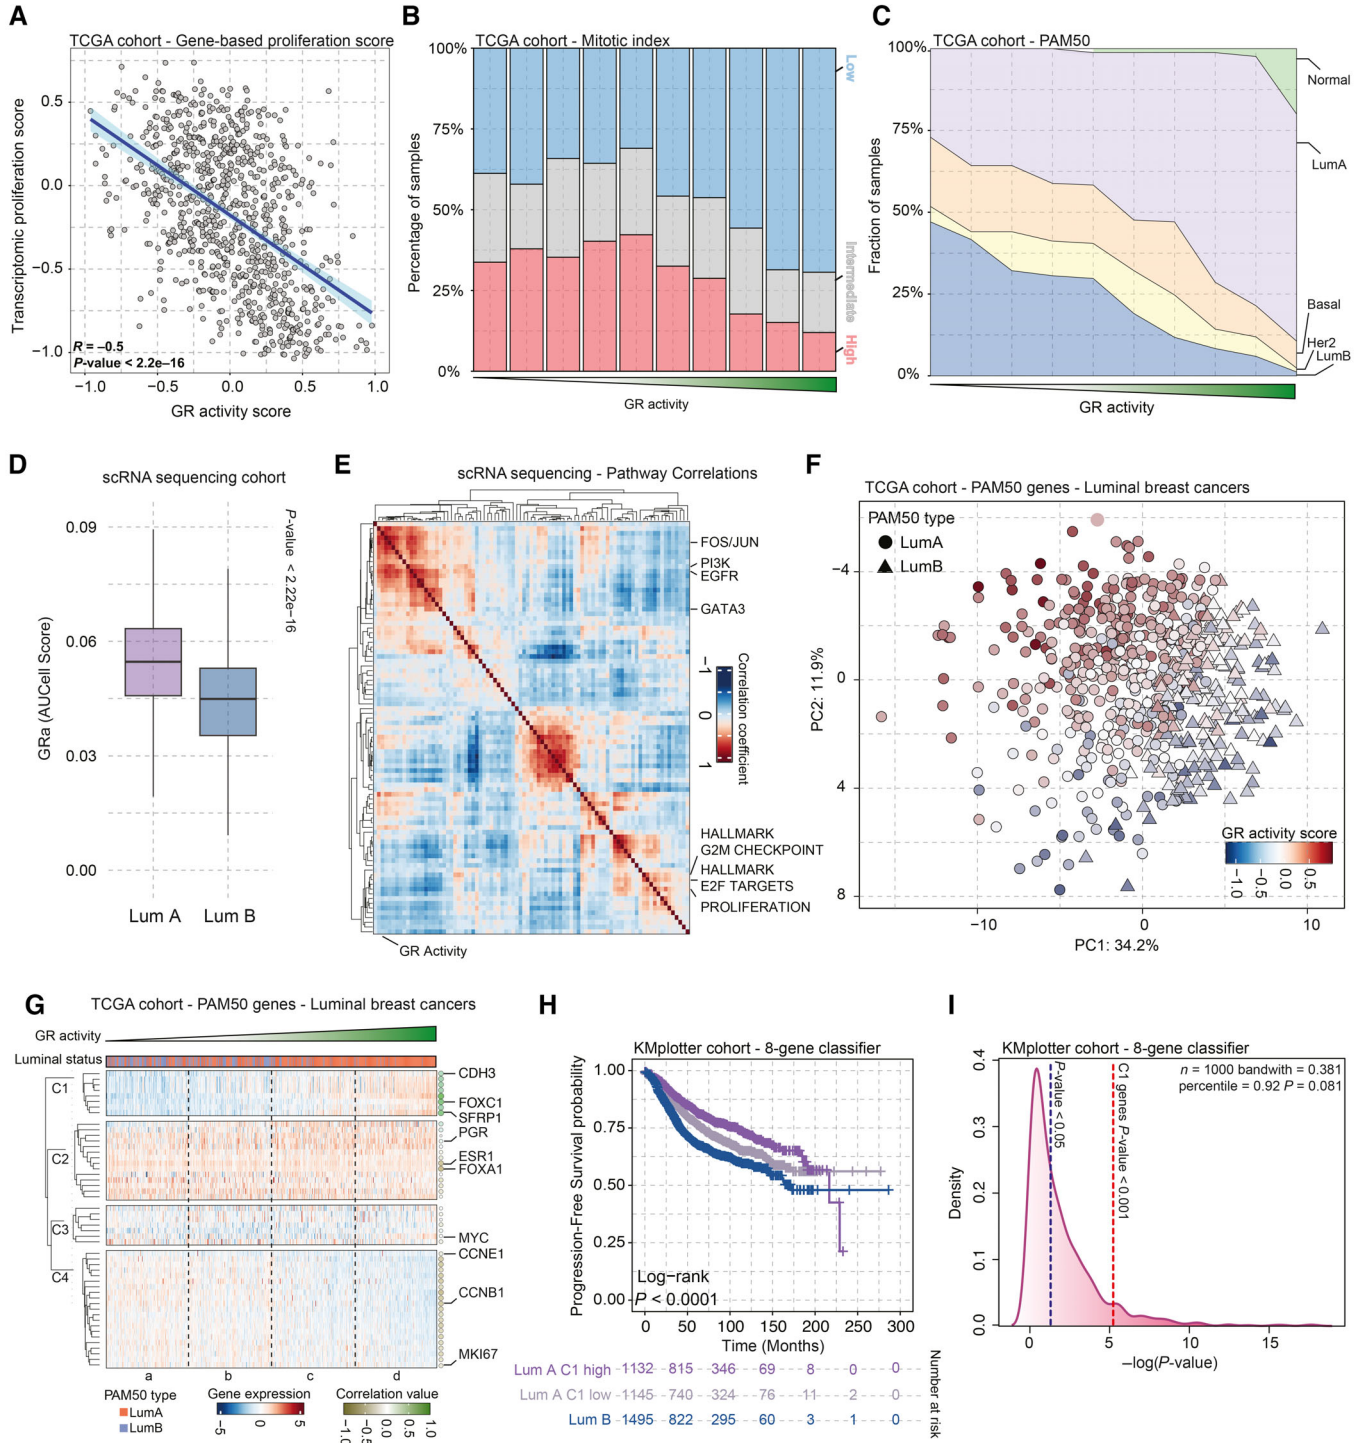 A
TCGA cohort - Gene-based proliferation score
Transcriptomic proliferation score
0.5
0.0
−0.5
−1.0
R = −0.5
P-value < 2.2e−16
−1.0
−0.5
0.0
0.5
1.0
GR activity score
B
TCGA cohort - Mitotic index
Percentage of samples
100%
75%
50%
25%
0%
Low
Intermediate
High
GR activity
C
TCGA cohort - PAM50
Fraction of samples
100%
75%
50%
25%
0%
Normal
LumA
Basal
Her2
LumB
GR activity
D
scRNA sequencing cohort
GRa (AUCell Score)
0.09
0.06
0.03
0.00
P-value < 2.22e−16
Lum A
Lum B
E
scRNA sequencing - Pathway Correlations
FOS/JUN
PI3K
EGFR
GATA3
−1
0
1
Correlation coefficient
HALLMARK
G2M CHECKPOINT
HALLMARK
E2F TARGETS
PROLIFERATION
GR Activity
F
TCGA cohort - PAM50 genes - Luminal breast cancers
PAM50 type
LumA
LumB
PC2: 11.9%
−4
0
4
8
GR activity score
−1.0
−0.5
0.0
0.5
−10
0
10
PC1: 34.2%
G
TCGA cohort - PAM50 genes - Luminal breast cancers
GR activity
Luminal status
C1
C2
C3
C4
CDH3
FOXC1
SFRP1
PGR
ESR1
FOXA1
MYC
CCNE1
CCNB1
MKI67
a
b
c
d
PAM50 type
LumA
LumB
Gene expression
−5
0
5
Correlation value
−1.0
−0.5
0.0
0.5
1.0
H
KMplotter cohort - 8-gene classifier
Progression-Free Survival probability
1.00
0.75
0.50
0.25
0.00
Log−rank
P < 0.0001
0
50
100
150
200
250
300
Time (Months)
Lum A C1 high 1132 815 346 69 8 0 0
Lum A C1 low 1145 740 324 76 11 2 0
Lum B 1495 822 295 60 3 1 0
Number at risk
I
KMplotter cohort - 8-gene classifier
n = 1000 bandwith = 0.381
percentile = 0.92 P = 0.081
P-value < 0.05
C1 genes P-value < 0.001
Density
0.4
0.3
0.2
0.1
0.0
0
5
10
15
−log(P-value)